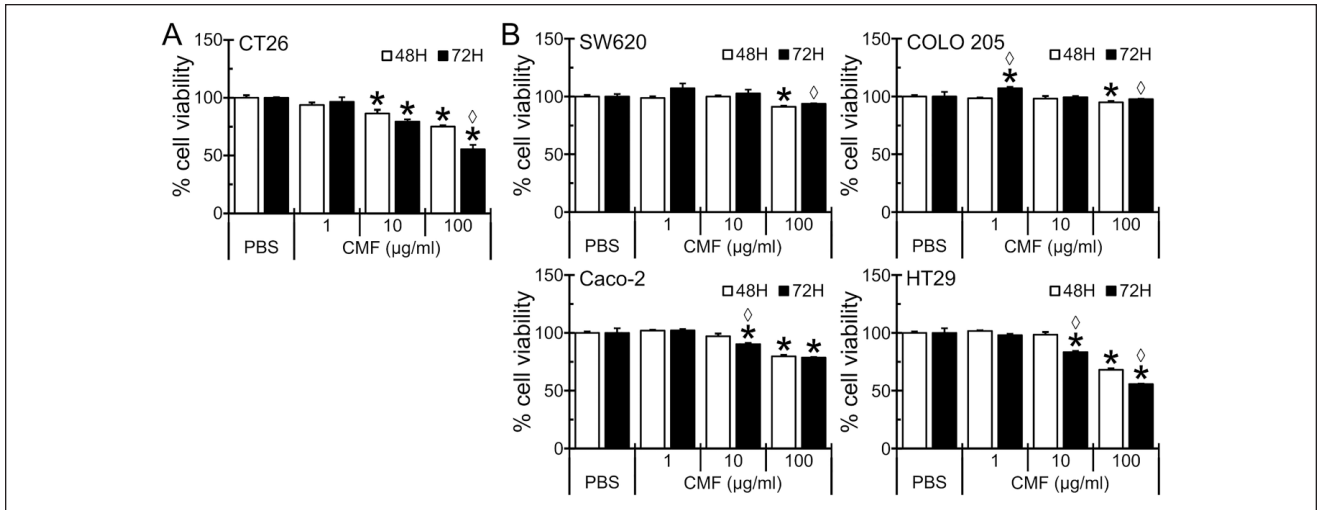 A
CT26
150
100
50
0
% cell viability
48H 72H
* * * ◊ *
1 10 100
PBS CMF (µg/ml)
B
SW620
150
100
50
0
% cell viability
48H 72H
* ◊
1 10 100
PBS CMF (µg/ml)
COLO 205
150
100
50
0
% cell viability
48H 72H
◊ * * ◊
1 10 100
PBS CMF (µg/ml)
Caco-2
150
100
50
0
% cell viability
48H 72H
◊ * * *
1 10 100
PBS CMF (µg/ml)
HT29
150
100
50
0
% cell viability
48H 72H
◊ * * ◊ *
1 10 100
PBS CMF (µg/ml)